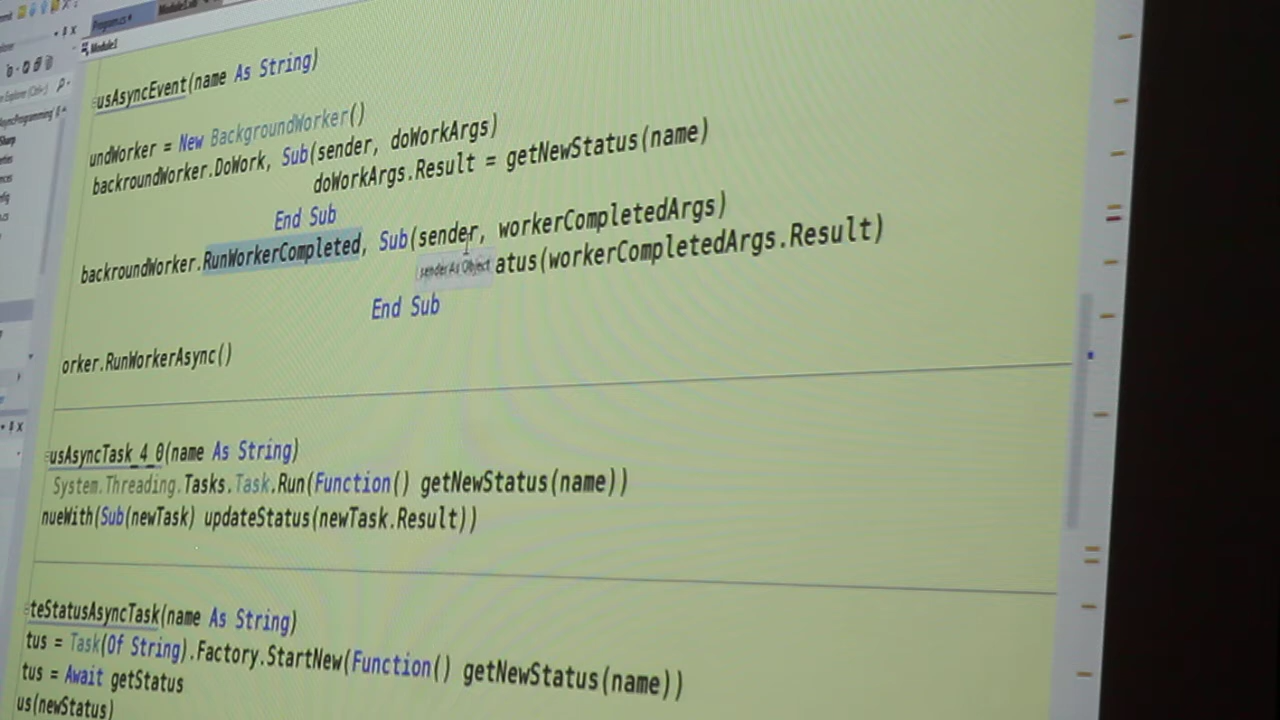 Program.cs*
Module1
usAsyncEvent(name As String)
undWorker = New BackgroundWorker()
backroundWorker.DoWork, Sub(sender, doWorkArgs)
doWorkArgs.Result = getNewStatus(name)
End Sub
backroundWorker.RunWorkerCompleted, Sub(sender, workerCompletedArgs)
atus(workerCompletedArgs.Result)
sender As Object
End Sub
orker.RunWorkerAsync()
usAsyncTask_4_0(name As String)
System.Threading.Tasks.Task.Run(Function() getNewStatus(name))
nueWith(Sub(newTask) updateStatus(newTask.Result))
teStatusAsyncTask(name As String)
tus = Task(Of String).Factory.StartNew(Function() getNewStatus(name))
tus = Await getStatus
us(newStatus)